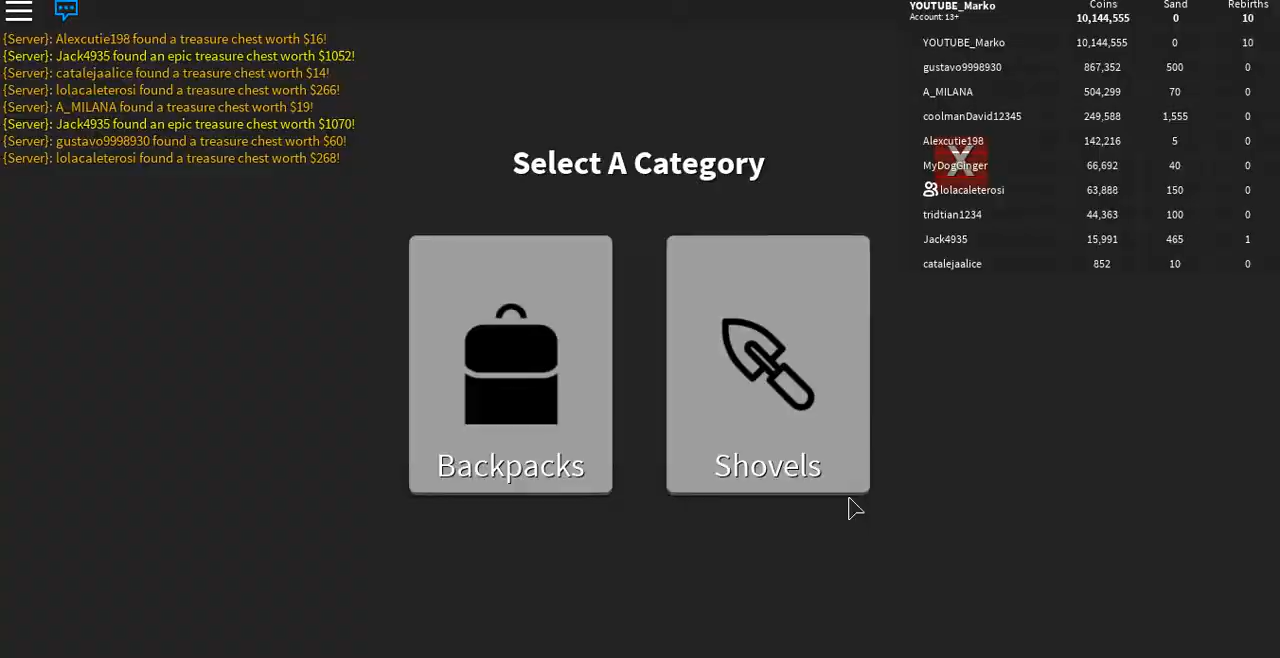 YOUTUBE_Marko Coins Sand Rebirths
Account: 13+ 10,144,555 0 10
{Server}: Alexcutie198 found a treasure chest worth $16!
{Server}: Jack4935 found an epic treasure chest worth $1052!
{Server}: catalejaalice found a treasure chest worth $14!
{Server}: lolacaleterosi found a treasure chest worth $266!
{Server}: A_MILANA found a treasure chest worth $19!
{Server}: Jack4935 found an epic treasure chest worth $1070!
{Server}: gustavo9998930 found a treasure chest worth $60!
{Server}: lolacaleterosi found a treasure chest worth $268!
YOUTUBE_Marko 10,144,555 0 10
gustavo9998930 867,352 500 0
A_MILANA 504,299 70 0
coolmanDavid12345 249,588 1,555 0
Alexcutie198 142,216 5 0
MyDogGinger 66,692 40 0
lolacaleterosi 63,888 150 0
tridtian1234 44,363 100 0
Jack4935 15,991 465 1
catalejaalice 852 10 0
X
Select A Category
Backpacks
Shovels